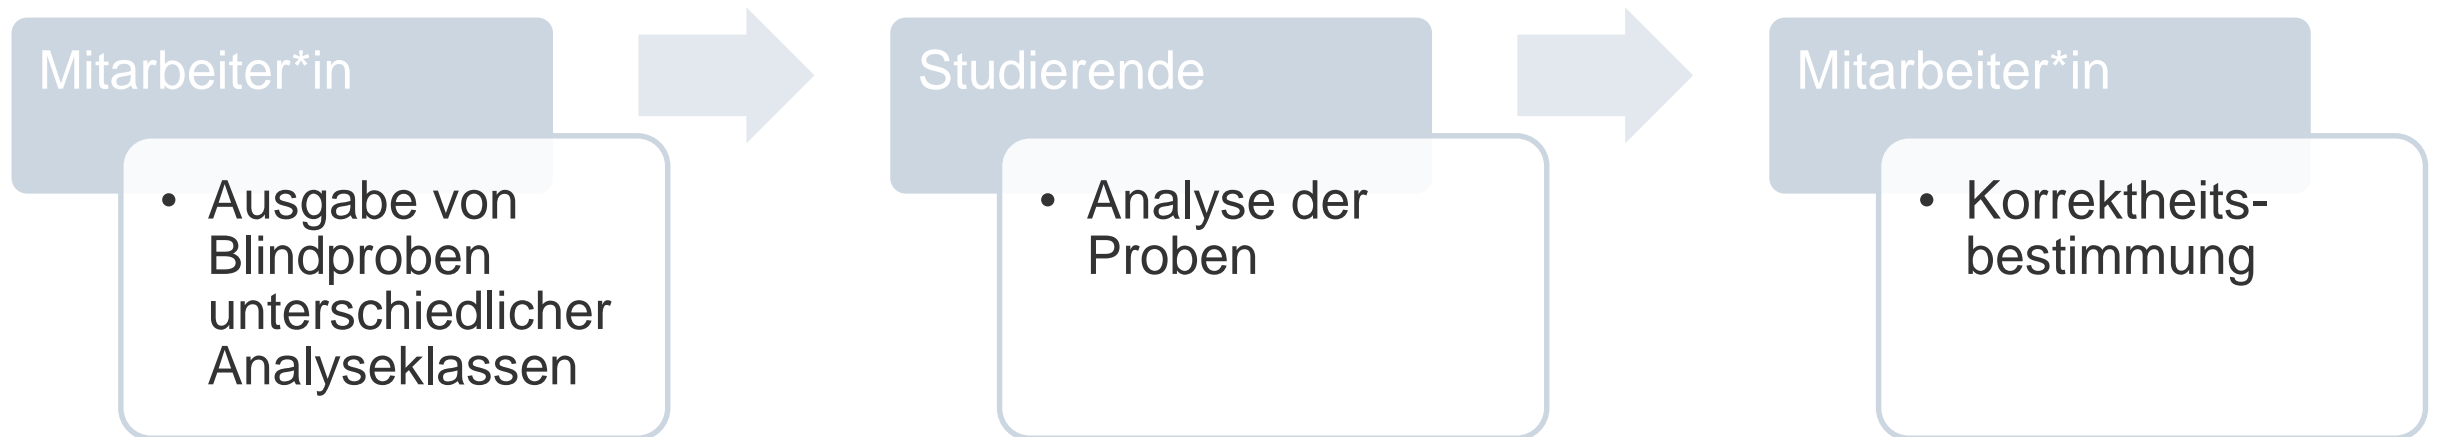 Mitarbeiter*in
• Ausgabe von
Blindproben
unterschiedlicher
Analyseklassen
Studierende
• Analyse der
Proben
Mitarbeiter*in
• Korrektheits-
bestimmung